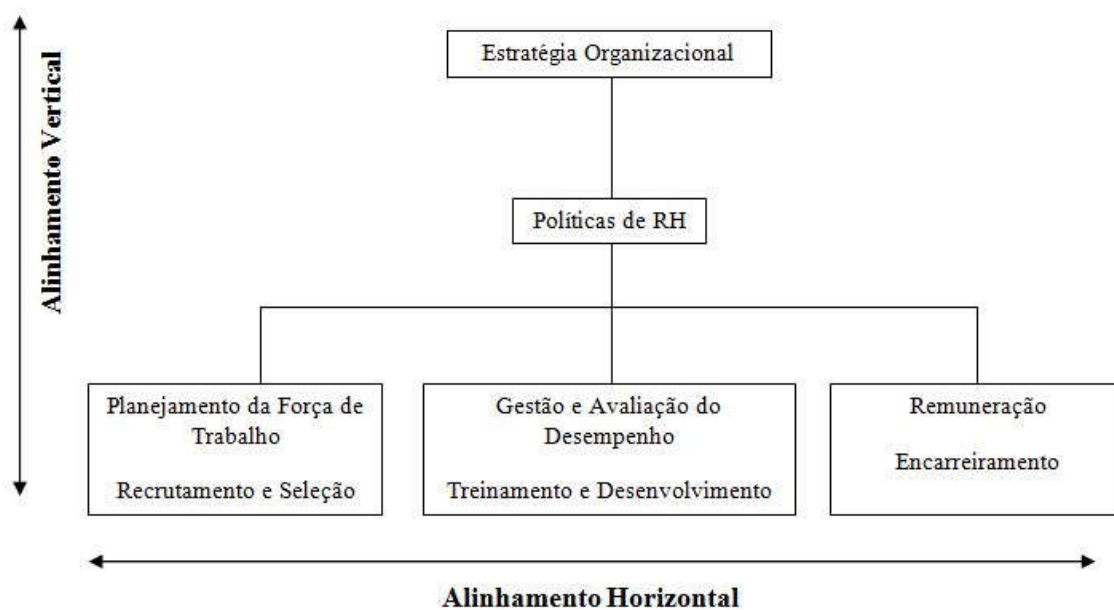 Alinhamento Vertical
Estratégia Organizacional
Políticas de RH
Planejamento da Força de
Trabalho
Recrutamento e Seleção
Gestão e Avaliação do
Desempenho
Treinamento e Desenvolvimento
Remuneração
Encarreiramento
Alinhamento Horizontal